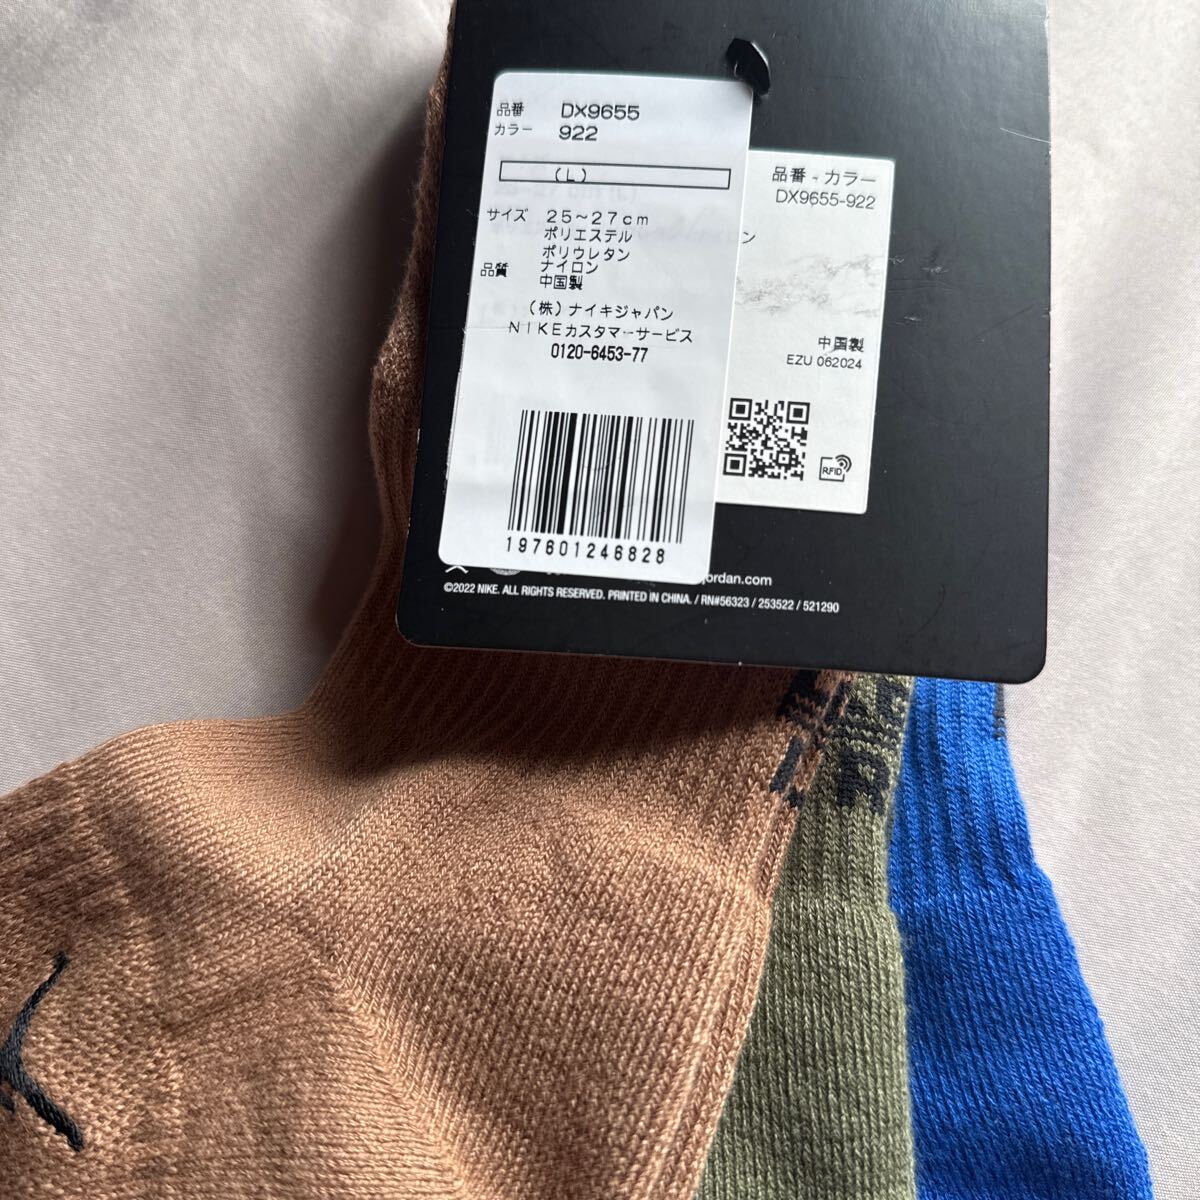 品番 DX9655
カラー 922
(L)
サイズ 25～27cm
ポリエステル
ポリウレタン
品質 ナイロン
中国製
(株)ナイキジャパン
NIKEカスタマーサービス
0120-6453-77
197601246828
品番 - カラー
DX9655-922
ン
中国製
EZU 062024
RFID
jordan.com
©2022 NIKE. ALL RIGHTS RESERVED. PRINTED IN CHINA. / RN#56323 / 253522 / 521290